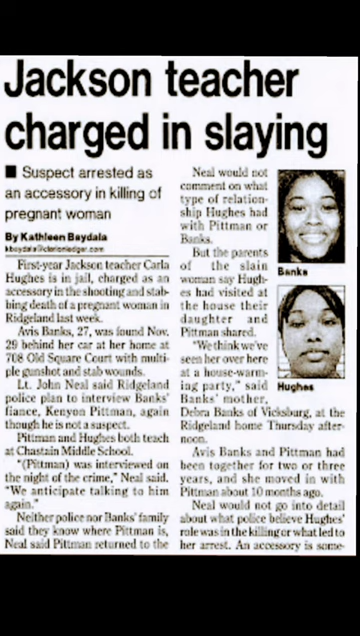 Jackson teacher
charged in slaying
■ Suspect arrested as
an accessory in killing of
pregnant woman
By Kathleen Baydala
kbaydala@clarionledger.com
First-year Jackson teacher Carla
Hughes is in jail, charged as an
accessory in the shooting and stab-
bing death of a pregnant woman in
Ridgeland last week.
Avis Banks, 27, was found Nov.
29 behind her car at her home at
708 Old Square Court with multi-
ple gunshot and stab wounds.
Lt. John Neal said Ridgeland
police plan to interview Banks'
fiance, Kenyon Pittman, again
though he is not a suspect.
Pittman and Hughes both teach
at Chastain Middle School.
"(Pittman) was interviewed on
the night of the crime," Neal said.
"We anticipate talking to him
again."
Neither police nor Banks' family
said they know where Pittman is,
Neal said Pittman returned to the
Neal would not
comment on what
type of relation-
ship Hughes had
with Pittman or
Banks.
But the parents
of the slain
woman say Hugh-
es had visited at
the house their
daughter and
Pittman shared.
"We think we've
seen her over here
at a house-warm-
ing party," said
Banks' mother,
Debra Banks of Vicksburg, at the
Ridgeland home Thursday after-
noon.
Avis Banks and Pittman had
been together for two or three
years, and she moved in with
Pittman about 10 months ago.
Neal would not go into detail
about what police believe Hughes'
role was in the killing or what led to
her arrest. An accessory is some-
Banks
Hughes